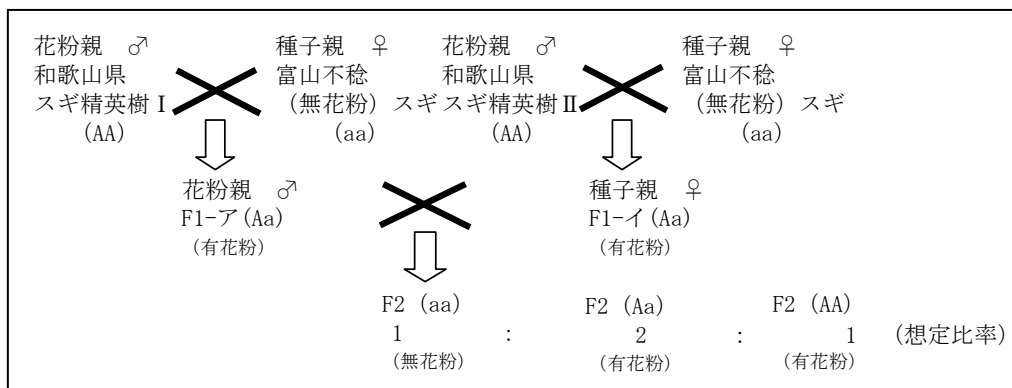 花粉親 ♂ 種子親 ♀ 花粉親 ♂ 種子親 ♀
和歌山県 富山不稔 和歌山県 富山不稔
スギ精英樹Ⅰ (無花粉)スギ スギ精英樹Ⅱ (無花粉)スギ
(AA) (aa) (AA) (aa)
花粉親 ♂ 種子親 ♀
F1-ア(Aa) F1-イ(Aa)
(有花粉) (有花粉)
F2 (aa) F2 (Aa) F2 (AA)
1 : 2 : 1 (想定比率)
(無花粉) (有花粉) (有花粉)